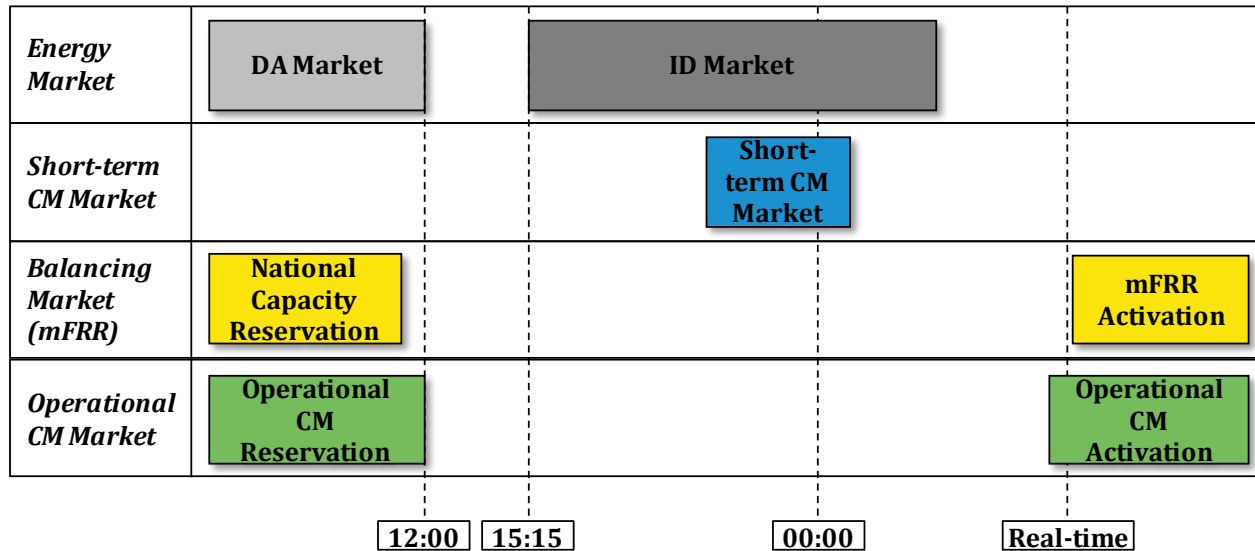 Energy
Market
DA Market
ID Market
Short-term
CM Market
Short-
term CM
Market
Balancing
Market
(mFRR)
National
Capacity
Reservation
mFRR
Activation
Operational
CM Market
Operational
CM
Reservation
Operational
CM
Activation
12:00
15:15
00:00
Real-time